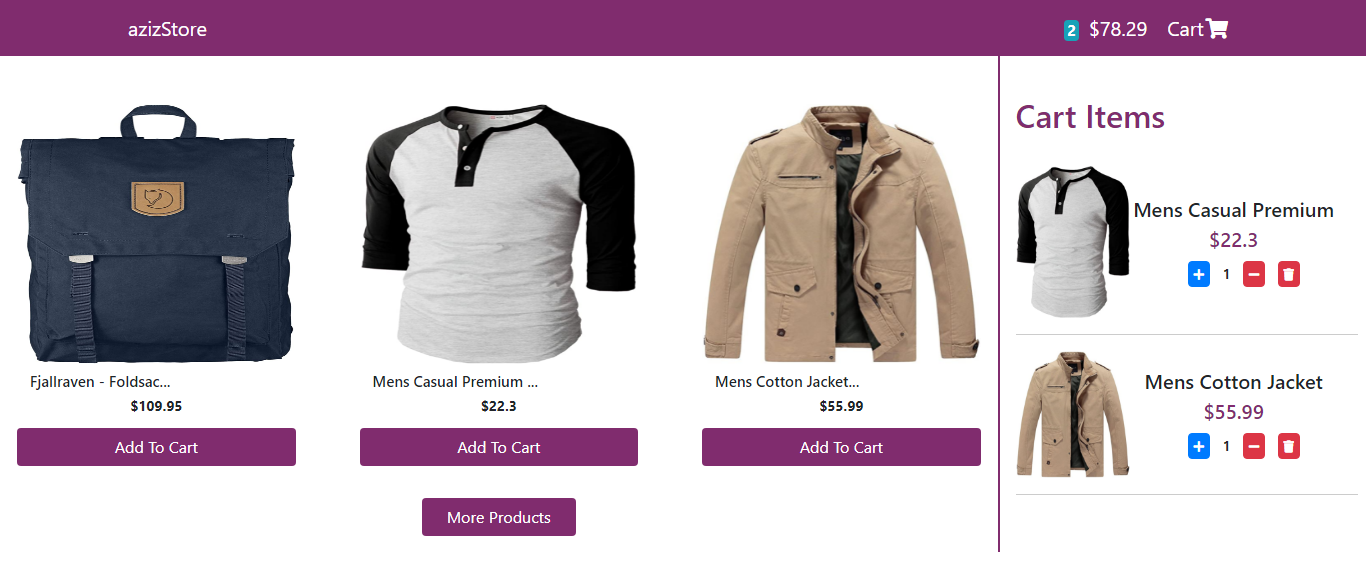 azizStore
2 $78.29 Cart
Fjallraven - Foldsac...
$109.95
Add To Cart
Mens Casual Premium ...
$22.3
Add To Cart
Mens Cotton Jacket...
$55.99
Add To Cart
More Products
Cart Items
Mens Casual Premium
$22.3
1
Mens Cotton Jacket
$55.99
1